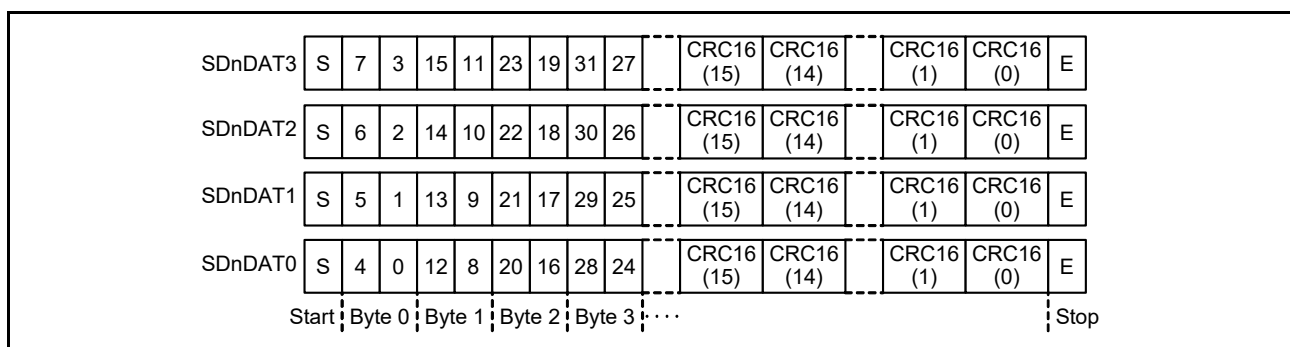 SDnDAT3 S 7 3 15 11 23 19 31 27 CRC16 (15) CRC16 (14) CRC16 (1) CRC16 (0) E
SDnDAT2 S 6 2 14 10 22 18 30 26 CRC16 (15) CRC16 (14) CRC16 (1) CRC16 (0) E
SDnDAT1 S 5 1 13 9 21 17 29 25 CRC16 (15) CRC16 (14) CRC16 (1) CRC16 (0) E
SDnDAT0 S 4 0 12 8 20 16 28 24 CRC16 (15) CRC16 (14) CRC16 (1) CRC16 (0) E
Start Byte 0 Byte 1 Byte 2 Byte 3 ···· Stop